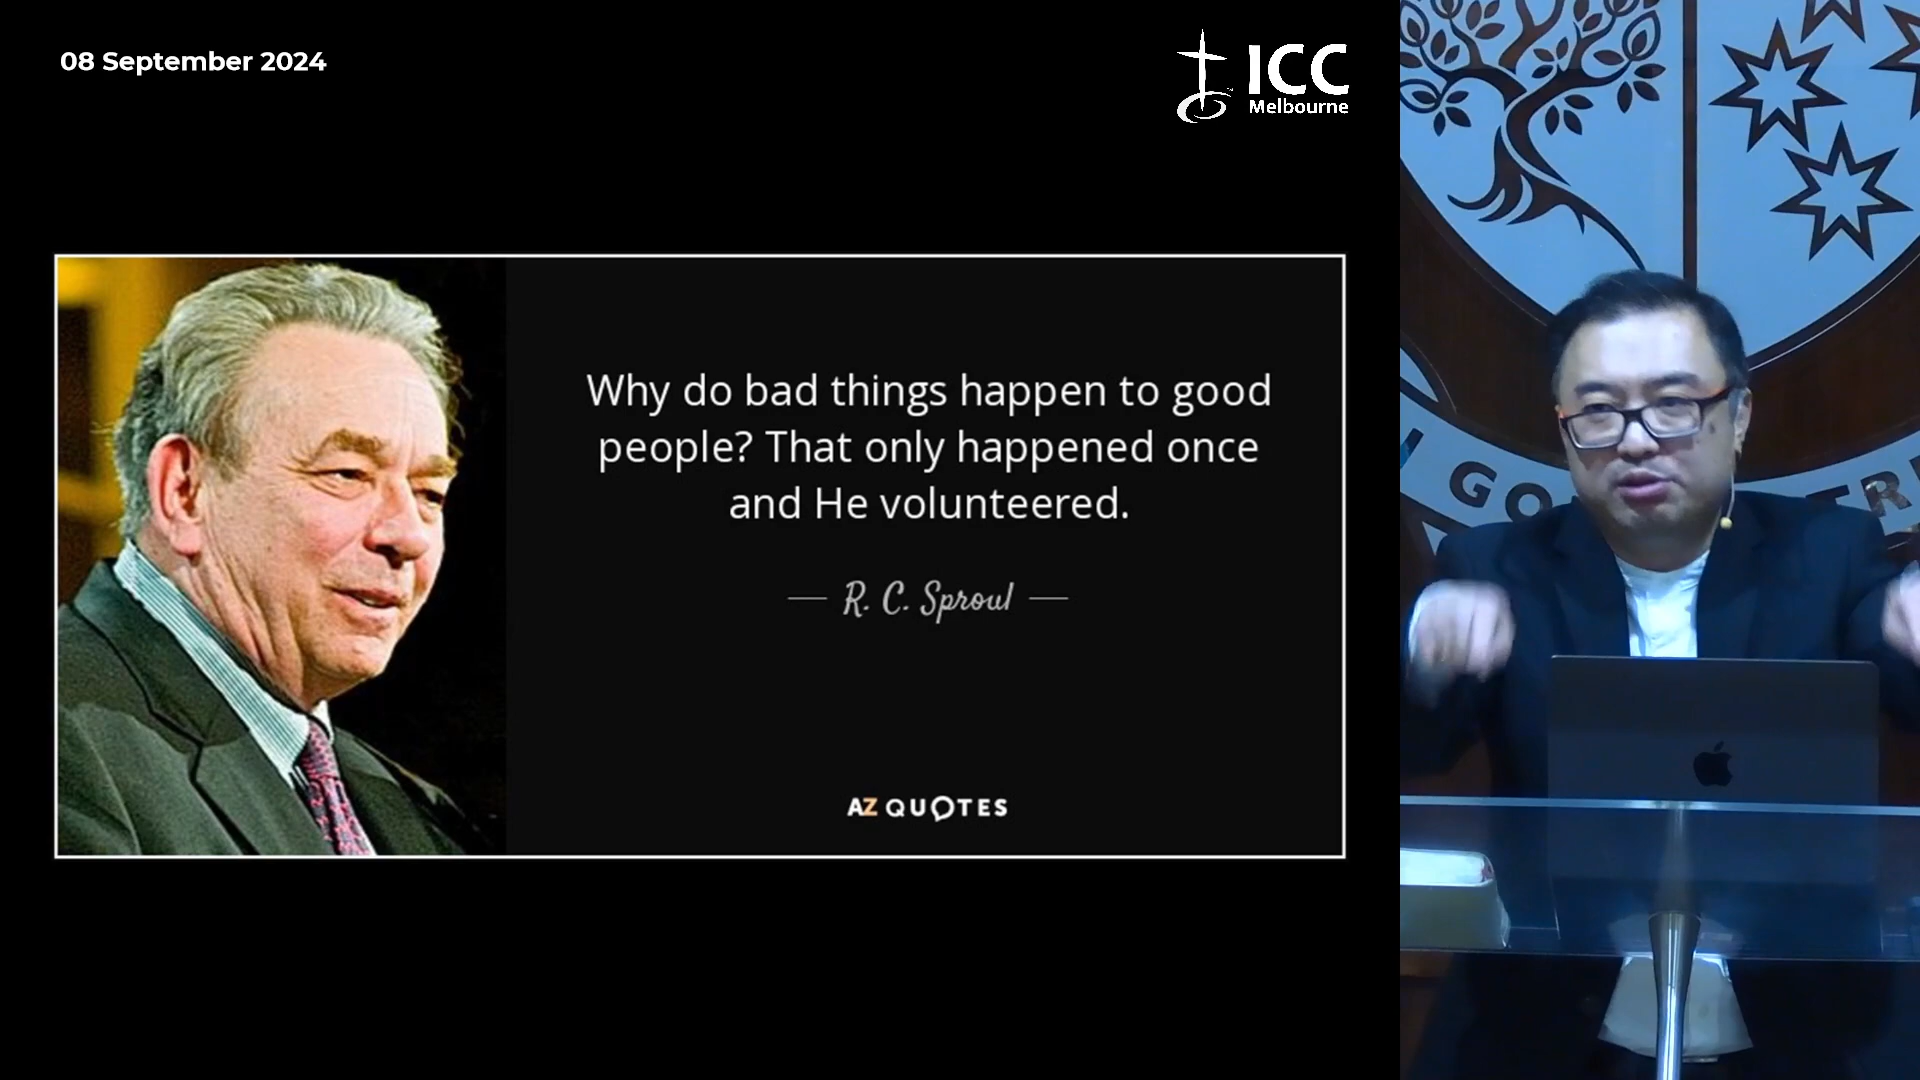 08 September 2024
ICC
Melbourne
Why do bad things happen to good
people? That only happened once
and He volunteered.
— R. C. Sproul —
AZ QUOTES